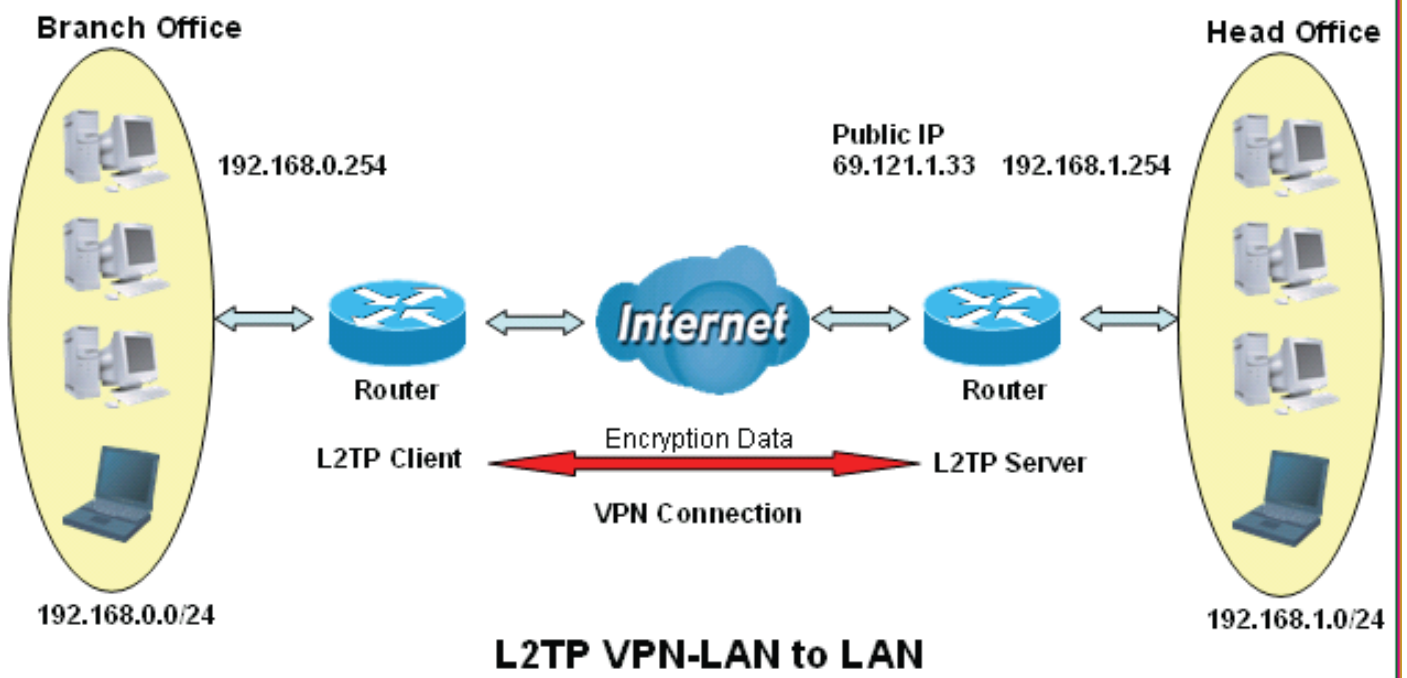 Branch Office
Head Office
192.168.0.254
Public IP
69.121.1.33 192.168.1.254
Internet
Router
Router
L2TP Client
Encryption Data
L2TP Server
VPN Connection
192.168.0.0/24
192.168.1.0/24
L2TP VPN-LAN to LAN